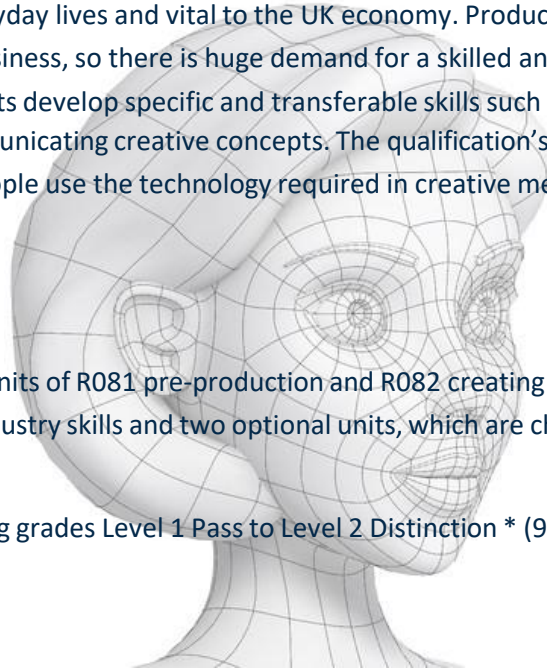 yday lives and vital to the UK economy. Produc
siness, so there is huge demand for a skilled an
ts develop specific and transferable skills such
unicating creative concepts. The qualification's
ople use the technology required in creative me
nits of R081 pre-production and R082 creating
ustry skills and two optional units, which are ch
g grades Level 1 Pass to Level 2 Distinction * (9